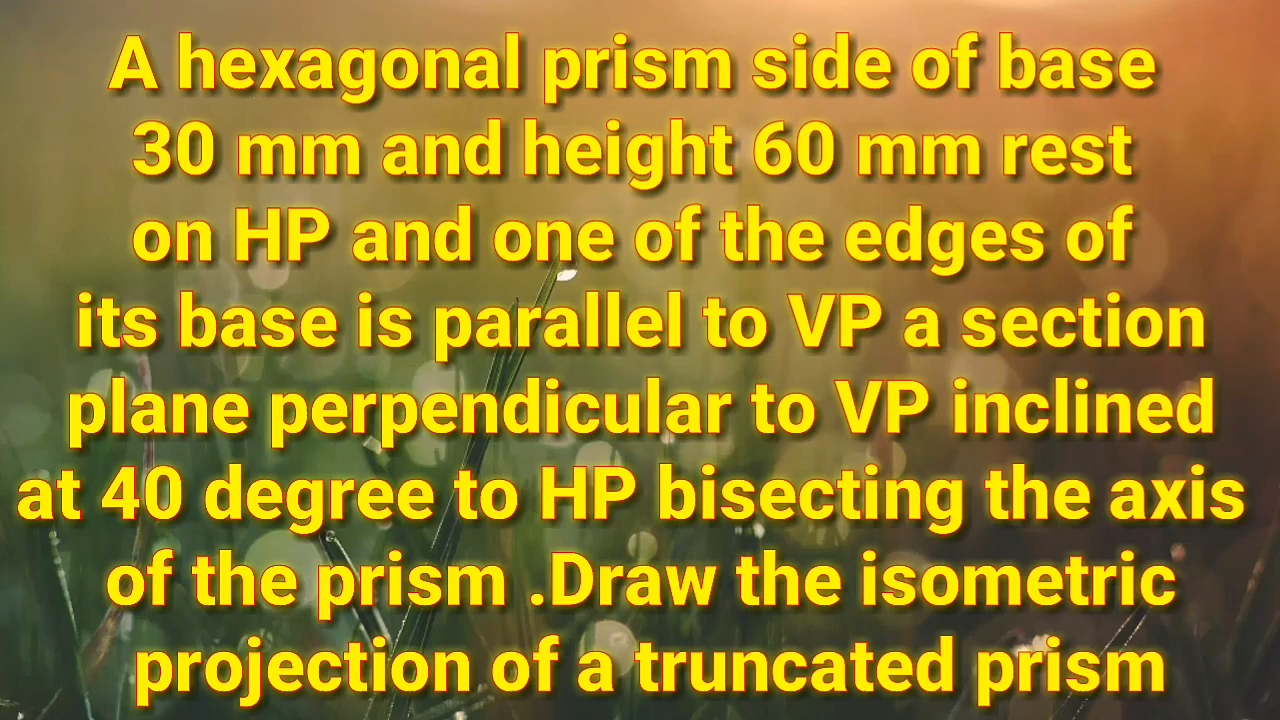 A hexagonal prism side of base
30 mm and height 60 mm rest
on HP and one of the edges of
its base is parallel to VP a section
plane perpendicular to VP inclined
at 40 degree to HP bisecting the axis
of the prism .Draw the isometric
projection of a truncated prism